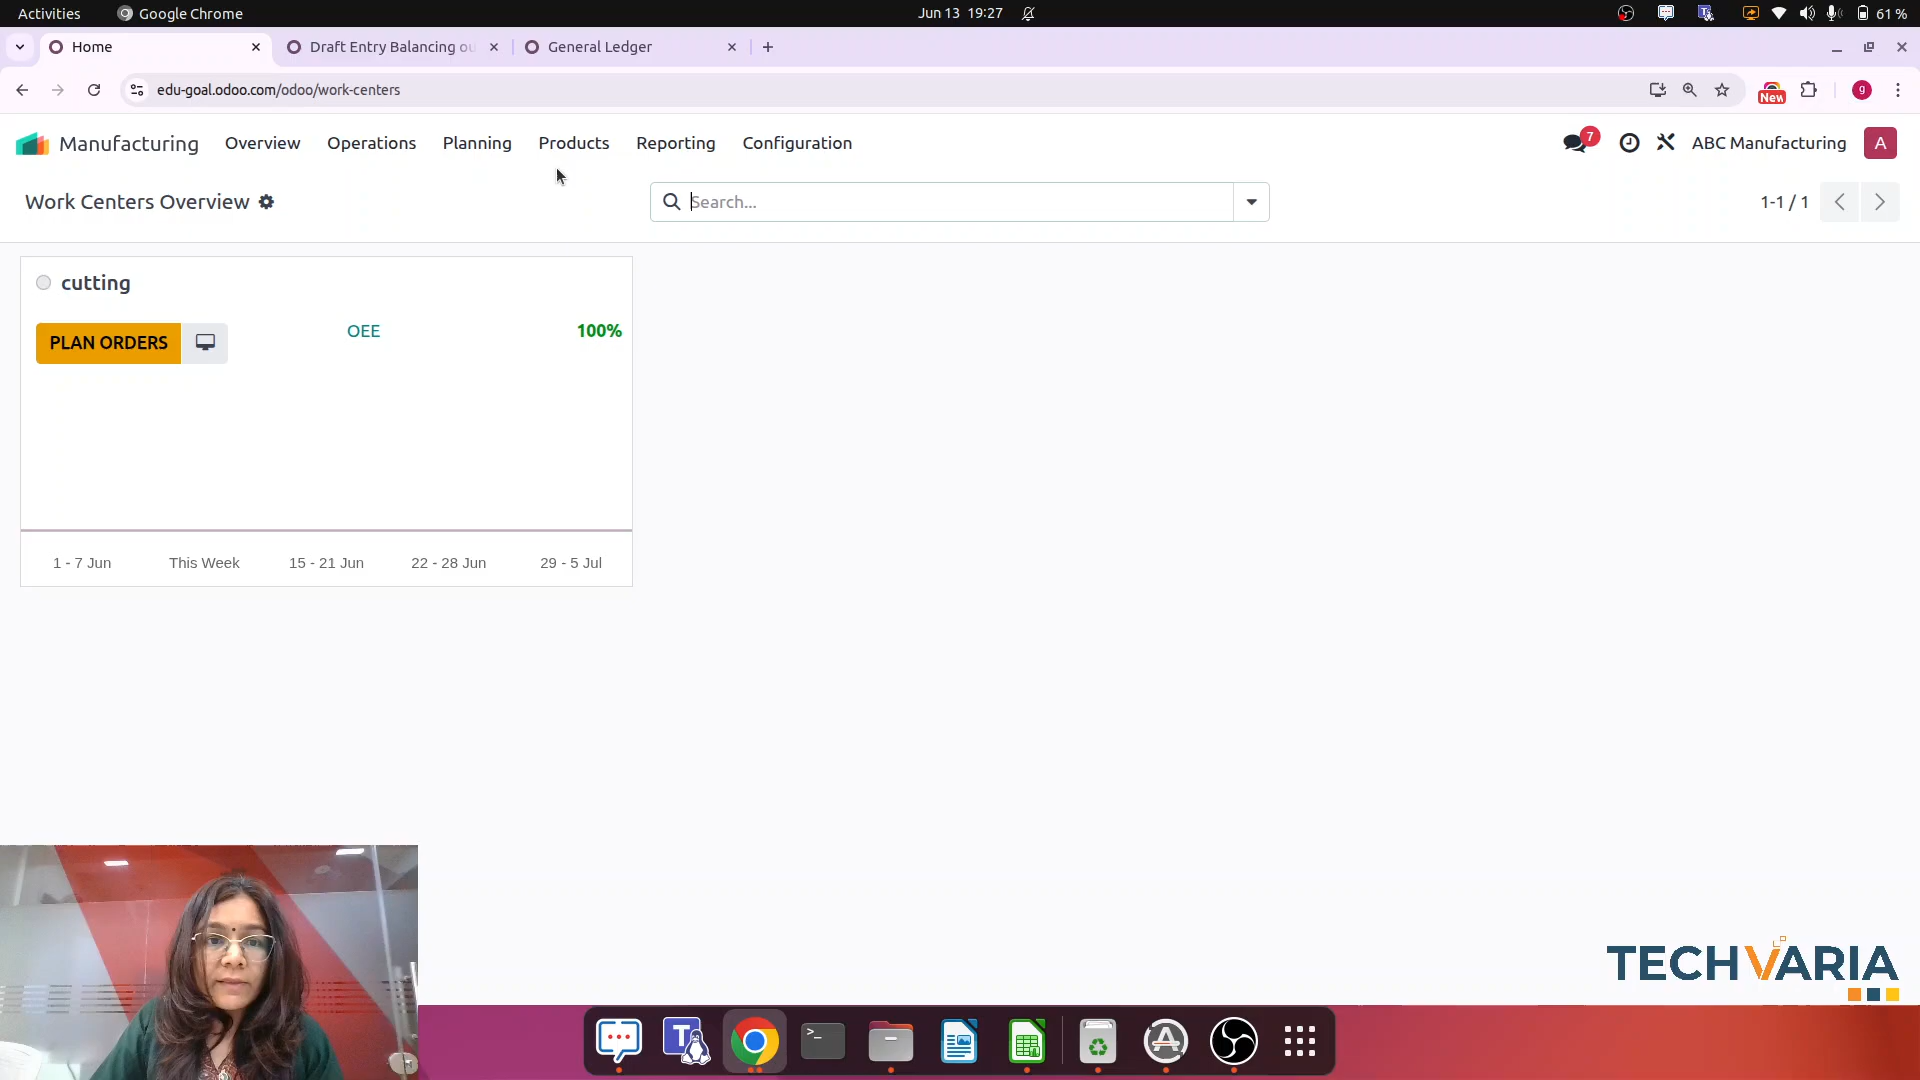 Activities Google Chrome Jun 13 19:27 61 %
Home Draft Entry Balancing ou General Ledger
edu-goal.odoo.com/odoo/work-centers New g
Manufacturing Overview Operations Planning Products Reporting Configuration 7 ABC Manufacturing A
Work Centers Overview Search... 1-1 / 1
cutting
PLAN ORDERS OEE 100%
1 - 7 Jun This Week 15 - 21 Jun 22 - 28 Jun 29 - 5 Jul
TECHVARIA